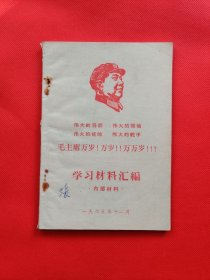 伟大的导师　伟大的领袖
伟大的统帅　伟大的舵手
毛主席万岁！万岁！！万万岁！！！
学习材料汇编
·内部材料·
一九六七年十二月